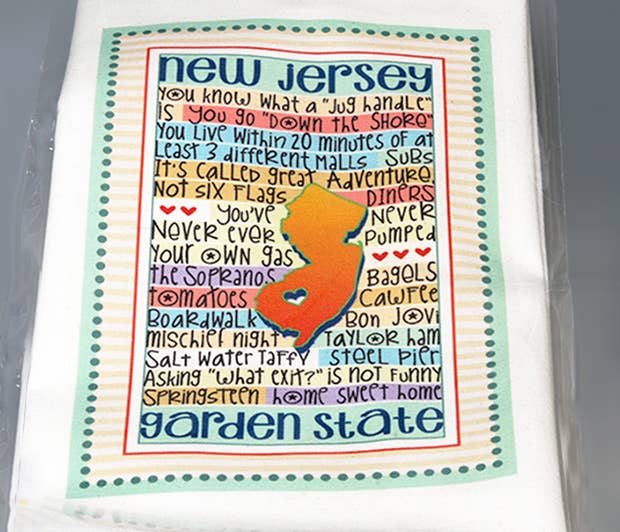 new jersey
You know what a "Jug handle"
is you go "Down the Shore"
You Live Within 20 minutes of at
Least 3 different Malls Subs
It's called great Adventure,
Not Six Flags Diners
You've Never
Never ever Pumped
your own gas
the Sopranos Bagels
tomatoes Cawfee
Boardwalk Bon Jovi
mischief night Taylor ham
Salt Water Taffy Steel Pier
Asking "What exit?" is Not Funny
Springsteen home sweet home
garden state